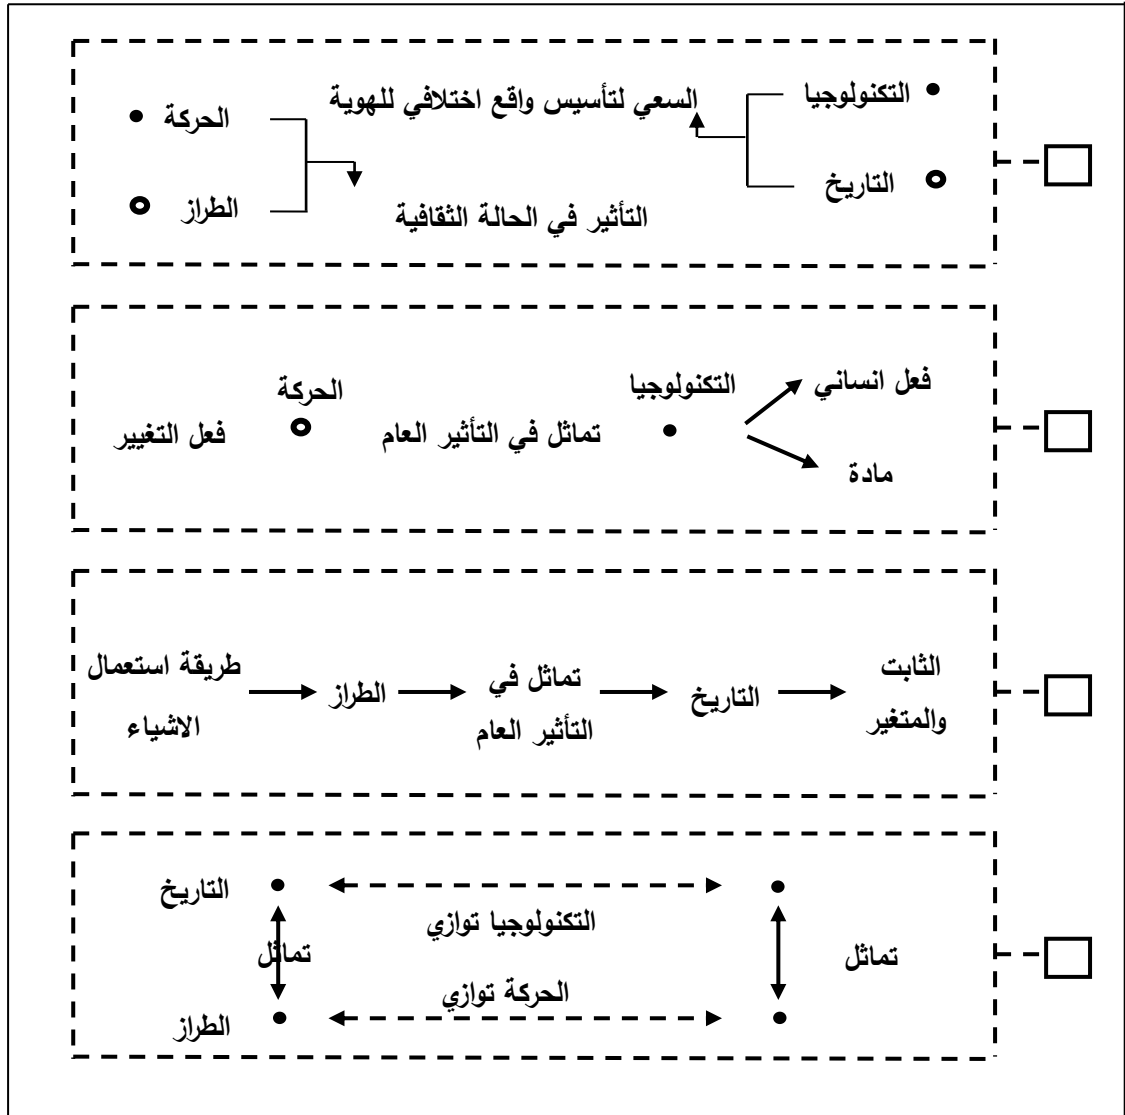 التكنولوجيا
السعي لتأسيس واقع اختلافي للهوية
الحركة
التاريخ
التأثير في الحالة الثقافية
الطراز
فعل انساني
التكنولوجيا
الحركة
تماثل في التأثير العام
فعل التغيير
مادة
الثابت
والمتغير
التاريخ
تماثل في
التأثير العام
الطراز
طريقة استعمال
الاشياء
التاريخ
التكنولوجيا توازي
تماثل
تماثل
الحركة توازي
الطراز